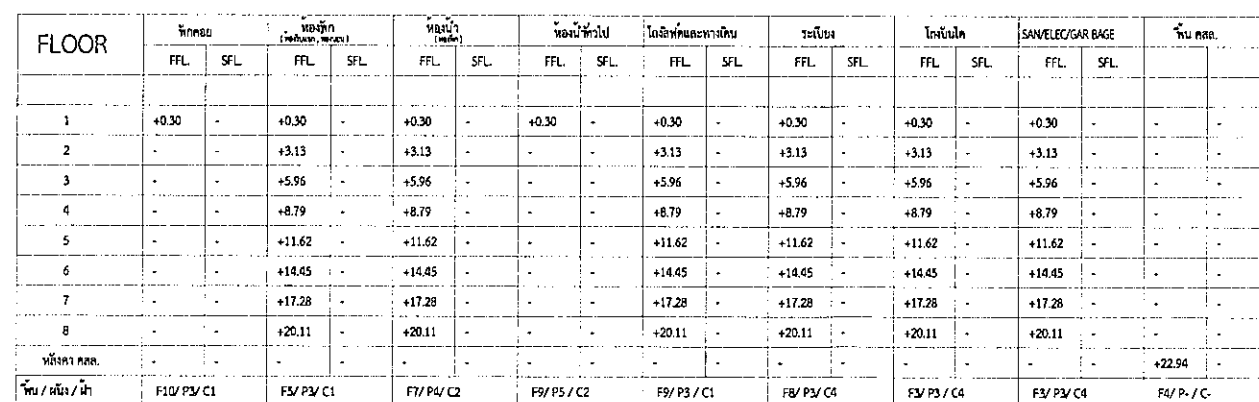 FLOOR พักคอย ห้องพัก ห้องน้ำ ห้องน้ำทั่วไป โถงลิฟต์และทางเดิน ระเบียง โถงบันได SAN/ELEC/GAR BAGE พื้น คสล.
FFL. SFL. FFL. SFL. FFL. SFL. FFL. SFL. FFL. SFL. FFL. SFL. FFL. SFL. FFL. SFL.
1 +0.30 - +0.30 - +0.30 - +0.30 - +0.30 - +0.30 - +0.30 - +0.30 - - -
2 - - +3.13 - +3.13 - - - +3.13 - +3.13 - +3.13 - +3.13 - - -
3 - - +5.96 - +5.96 - - - +5.96 - +5.96 - +5.96 - +5.96 - - -
4 - - +8.79 - +8.79 - - - +8.79 - +8.79 - +8.79 - +8.79 - - -
5 - - +11.62 - +11.62 - - - +11.62 - +11.62 - +11.62 - +11.62 - - -
6 - - +14.45 - +14.45 - - - +14.45 - +14.45 - +14.45 - +14.45 - - -
7 - - +17.28 - +17.28 - - - +17.28 - +17.28 - +17.28 - +17.28 - - -
8 - - +20.11 - +20.11 - - - +20.11 - +20.11 - +20.11 - +20.11 - - -
หลังคา คสล. - - - - - - - - - - - - - - - - +22.94 -
พื้น / ผนัง / ฝ้า F10/ P3/ C1 F5/ P3/ C1 F7/ P4/ C2 F9/ P5 / C2 F9/ P3 / C1 F8/ P3/ C4 F3/ P3 / C4 F3/ P3/ C4 F4/ P- / C-